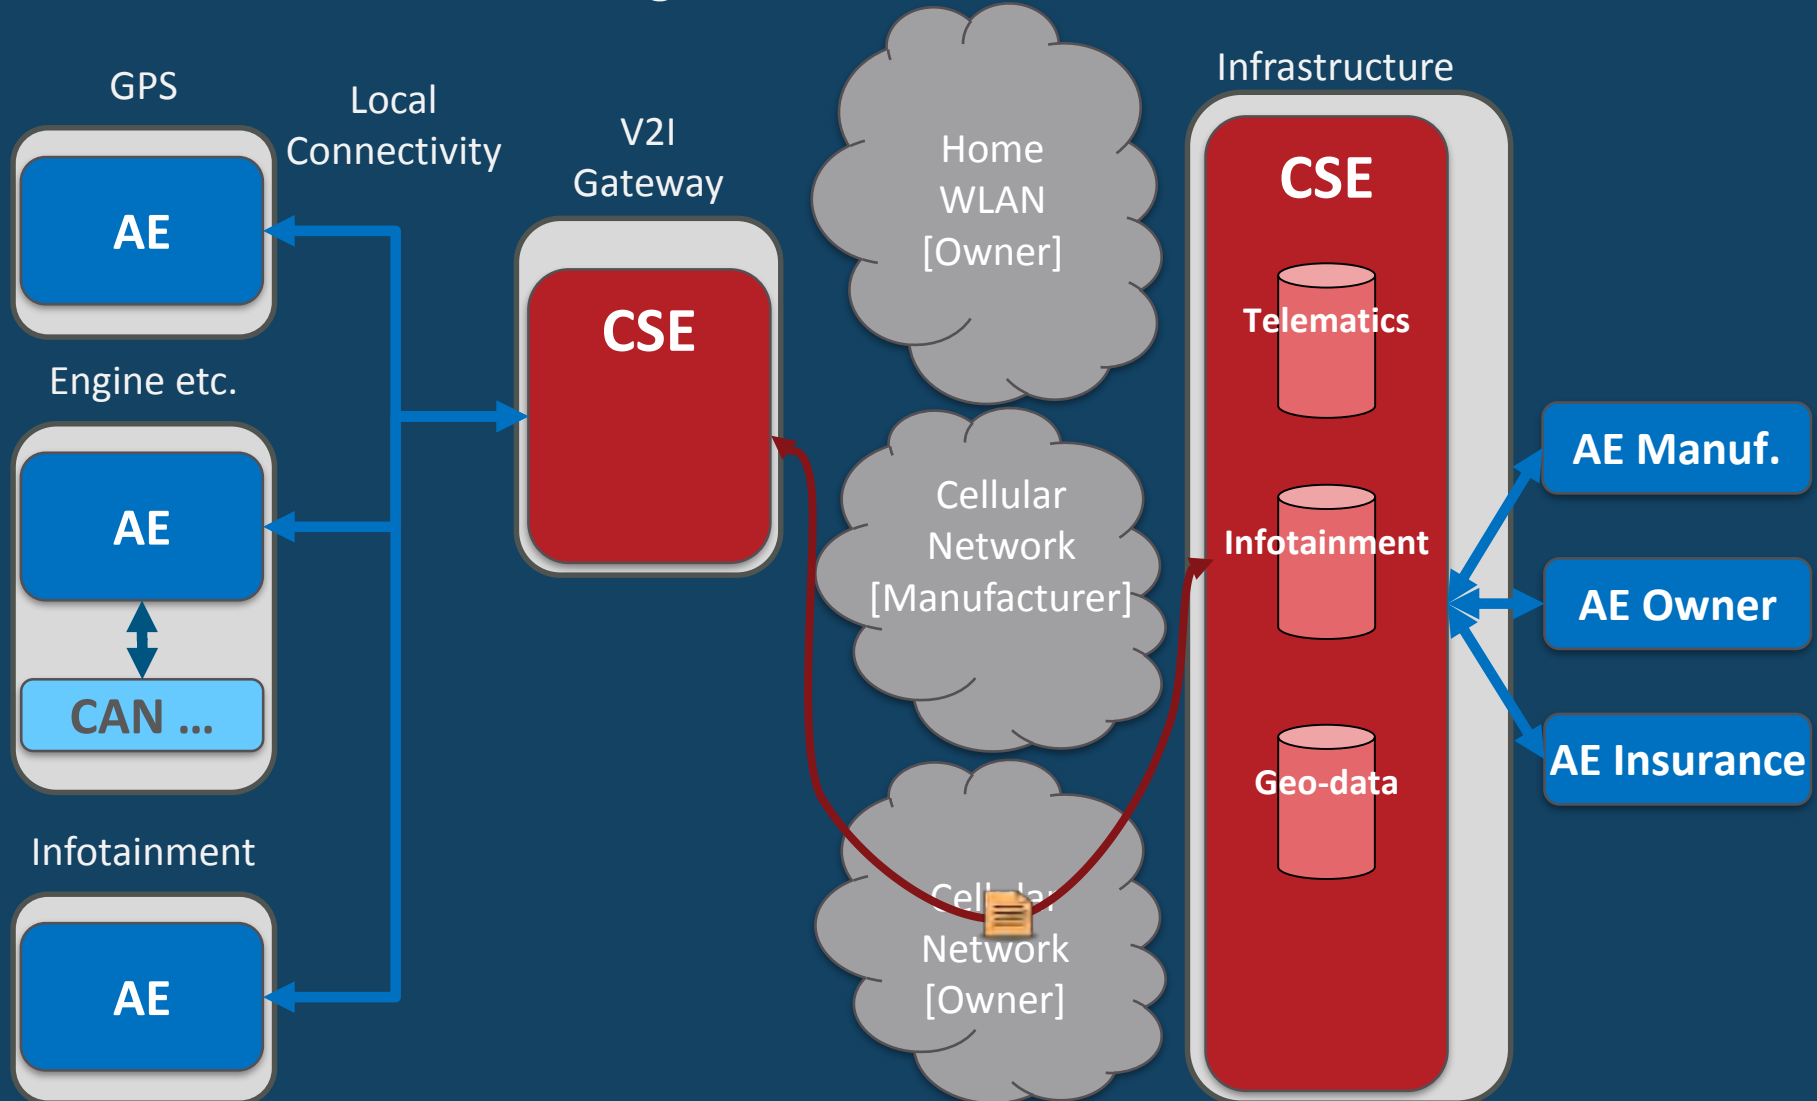 GPS
AE
Engine etc.
AE
CAN ...
Infotainment
AE
Local
Connectivity
V2I
Gateway
CSE
Home
WLAN
[Owner]
Cellular
Network
[Manufacturer]
Network
[Owner]
Infrastructure
CSE
Telematics
Infotainment
Geo-data
AE Manuf.
AE Owner
AE Insurance